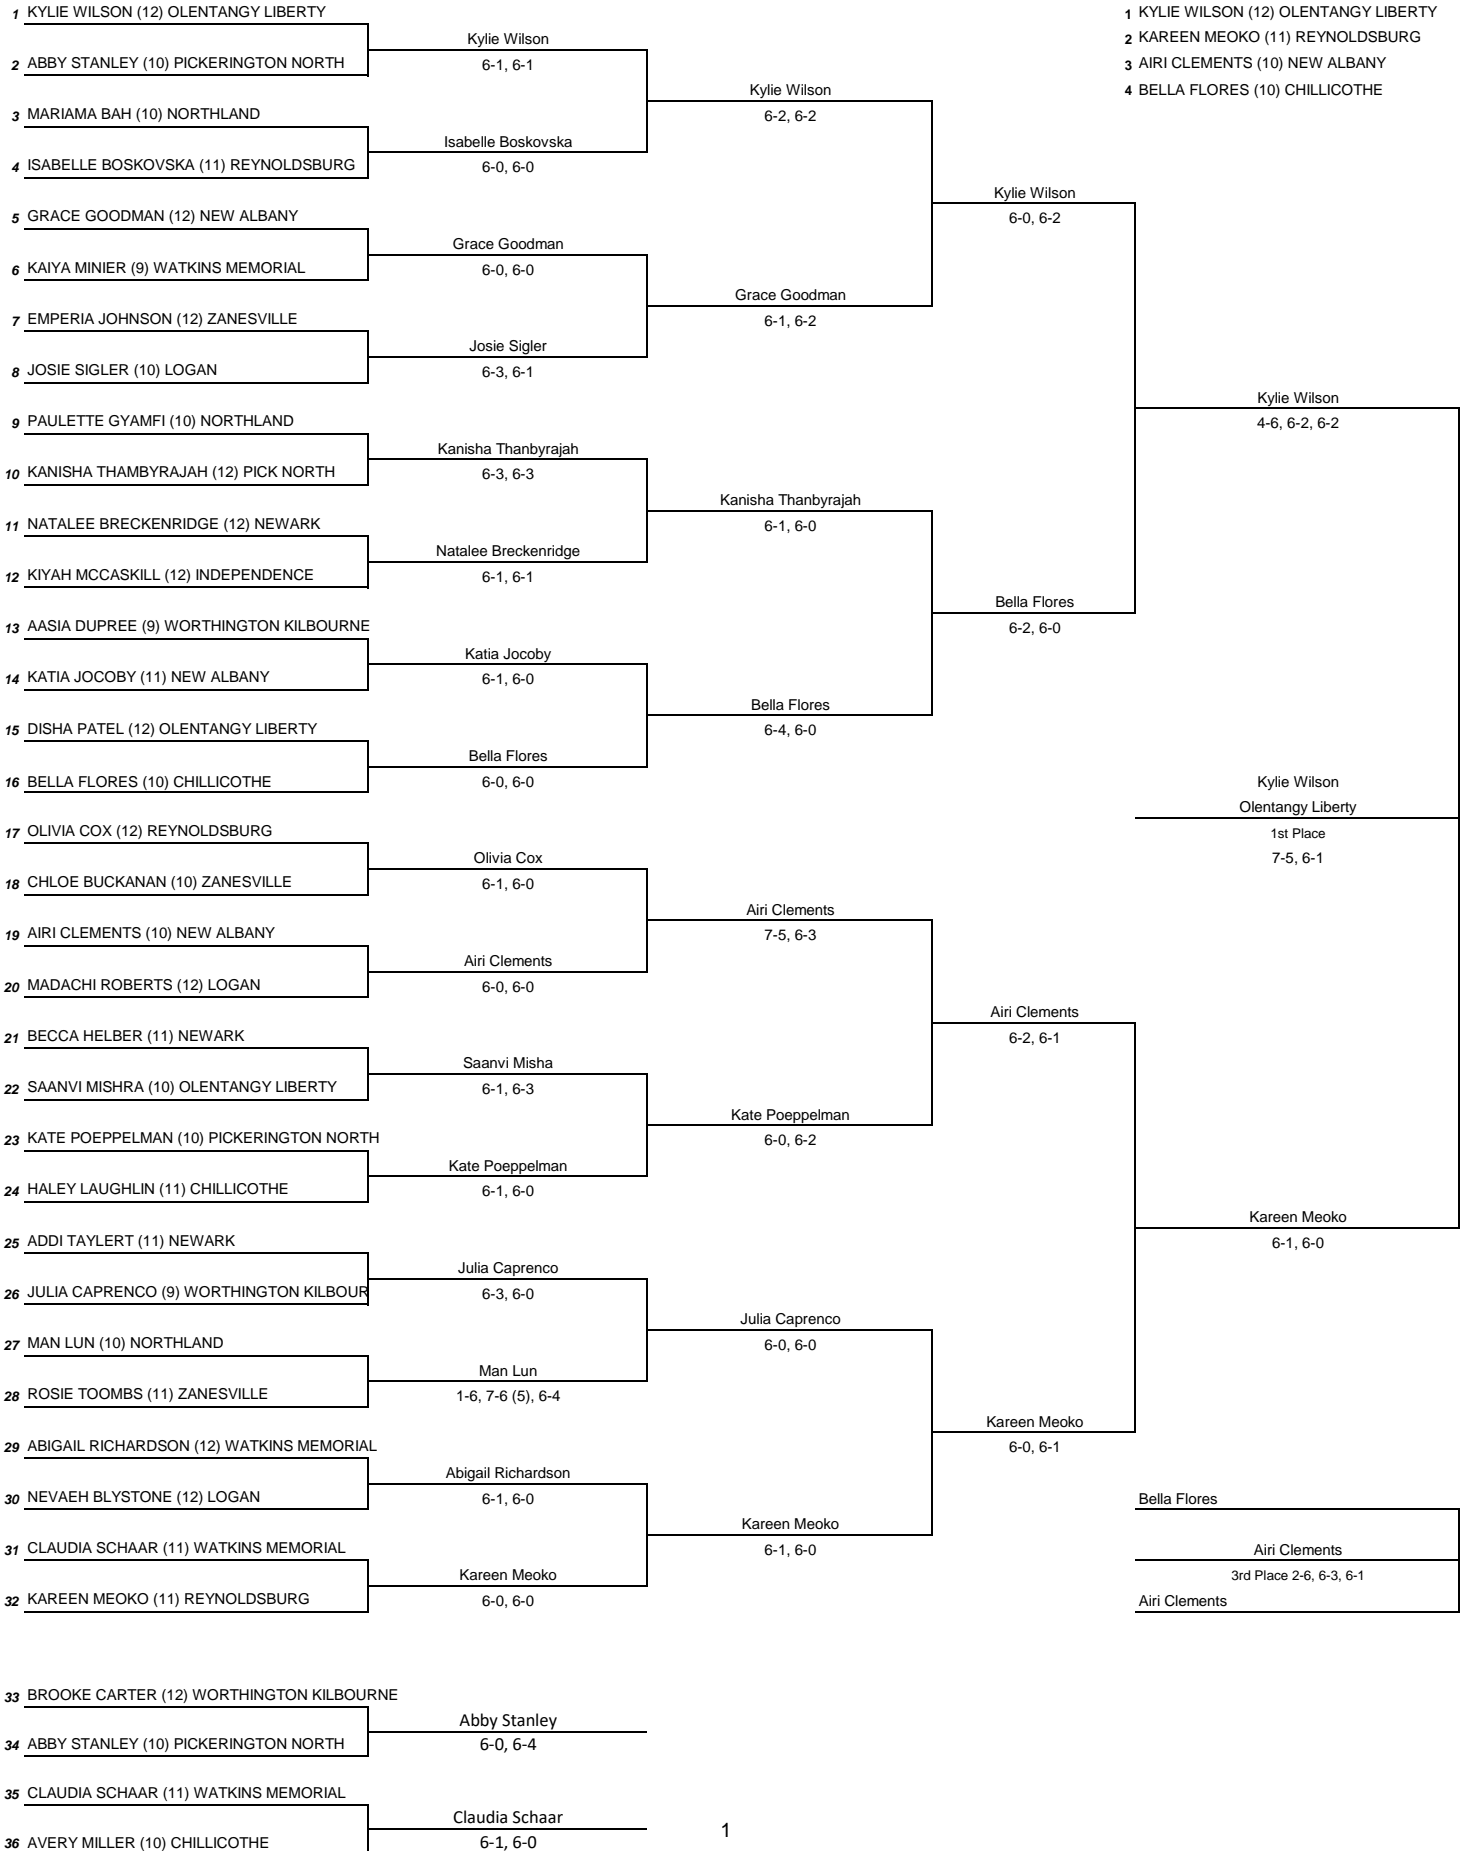 1 KYLIE WILSON (12) OLENTANGY LIBERTY
1 KYLIE WILSON (12) OLENTANGY LIBERTY
Kylie Wilson
2 KAREEN MEOKO (11) REYNOLDSBURG
2 ABBY STANLEY (10) PICKERINGTON NORTH
6-1, 6-1
3 AIRI CLEMENTS (10) NEW ALBANY
Kylie Wilson
4 BELLA FLORES (10) CHILLICOTHE
3 MARIAMA BAH (10) NORTHLAND
6-2, 6-2
Isabelle Boskovska
4 ISABELLE BOSKOVSKA (11) REYNOLDSBURG
6-0, 6-0
Kylie Wilson
5 GRACE GOODMAN (12) NEW ALBANY
6-0, 6-2
Grace Goodman
6 KAIYA MINIER (9) WATKINS MEMORIAL
6-0, 6-0
Grace Goodman
7 EMPERIA JOHNSON (12) ZANESVILLE
6-1, 6-2
Josie Sigler
8 JOSIE SIGLER (10) LOGAN
6-3, 6-1
Kylie Wilson
9 PAULETTE GYAMFI (10) NORTHLAND
4-6, 6-2, 6-2
Kanisha Thanbyrajah
10 KANISHA THAMBYRAJAH (12) PICK NORTH
6-3, 6-3
Kanisha Thanbyrajah
11 NATALEE BRECKENRIDGE (12) NEWARK
6-1, 6-0
Natalee Breckenridge
12 KIYAH MCCASKILL (12) INDEPENDENCE
6-1, 6-1
Bella Flores
13 AASIA DUPREE (9) WORTHINGTON KILBOURNE
6-2, 6-0
Katia Jocoby
14 KATIA JOCOBY (11) NEW ALBANY
6-1, 6-0
Bella Flores
15 DISHA PATEL (12) OLENTANGY LIBERTY
6-4, 6-0
Bella Flores
16 BELLA FLORES (10) CHILLICOTHE
6-0, 6-0
Kylie Wilson
Olentangy Liberty
17 OLIVIA COX (12) REYNOLDSBURG
1st Place
Olivia Cox
7-5, 6-1
18 CHLOE BUCKANAN (10) ZANESVILLE
6-1, 6-0
Airi Clements
19 AIRI CLEMENTS (10) NEW ALBANY
7-5, 6-3
Airi Clements
20 MADACHI ROBERTS (12) LOGAN
6-0, 6-0
Airi Clements
21 BECCA HELBER (11) NEWARK
6-2, 6-1
Saanvi Misha
22 SAANVI MISHRA (10) OLENTANGY LIBERTY
6-1, 6-3
Kate Poeppelman
23 KATE POEPPELMAN (10) PICKERINGTON NORTH
6-0, 6-2
Kate Poeppelman
24 HALEY LAUGHLIN (11) CHILLICOTHE
6-1, 6-0
Kareen Meoko
25 ADDI TAYLERT (11) NEWARK
6-1, 6-0
Julia Caprenco
26 JULIA CAPRENCO (9) WORTHINGTON KILBOUR
6-3, 6-0
Julia Caprenco
27 MAN LUN (10) NORTHLAND
6-0, 6-0
Man Lun
28 ROSIE TOOMBS (11) ZANESVILLE
1-6, 7-6 (5), 6-4
Kareen Meoko
29 ABIGAIL RICHARDSON (12) WATKINS MEMORIAL
6-0, 6-1
Abigail Richardson
30 NEVAEH BLYSTONE (12) LOGAN
6-1, 6-0
Bella Flores
Kareen Meoko
31 CLAUDIA SCHAAR (11) WATKINS MEMORIAL
6-1, 6-0
Airi Clements
Kareen Meoko
3rd Place 2-6, 6-3, 6-1
32 KAREEN MEOKO (11) REYNOLDSBURG
6-0, 6-0
Airi Clements
33 BROOKE CARTER (12) WORTHINGTON KILBOURNE
Abby Stanley
34 ABBY STANLEY (10) PICKERINGTON NORTH
6-0, 6-4
35 CLAUDIA SCHAAR (11) WATKINS MEMORIAL
Claudia Schaar
1
36 AVERY MILLER (10) CHILLICOTHE
6-1, 6-0